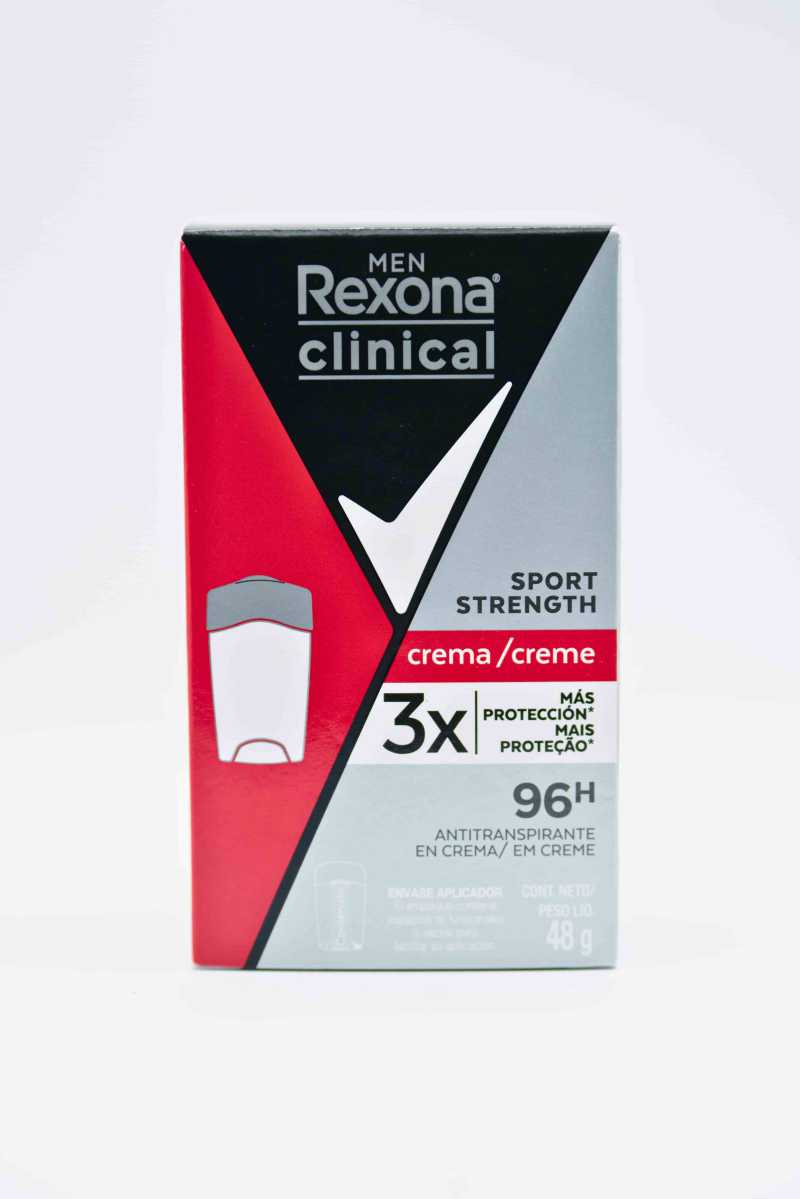 MEN
Rexona®
clinical
SPORT
STRENGTH
crema/creme
3x
MÁS
PROTECCIÓN*
MAIS
PROTEÇÃO*
96H
ANTITRANSPIRANTE
EN CREMA/ EM CREME
ENVASE APLICADOR
CONT. NETO/
PESO LIQ.
48 g